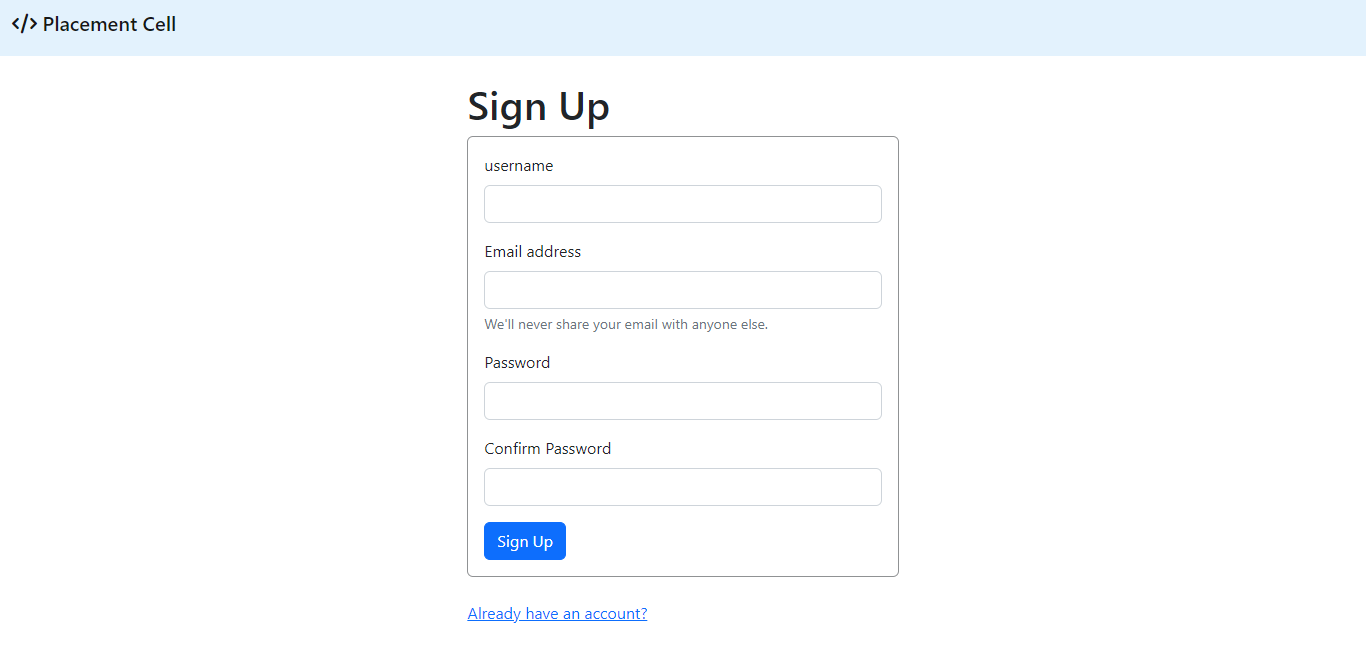 </> Placement Cell
Sign Up
username
Email address
We'll never share your email with anyone else.
Password
Confirm Password
Sign Up
Already have an account?